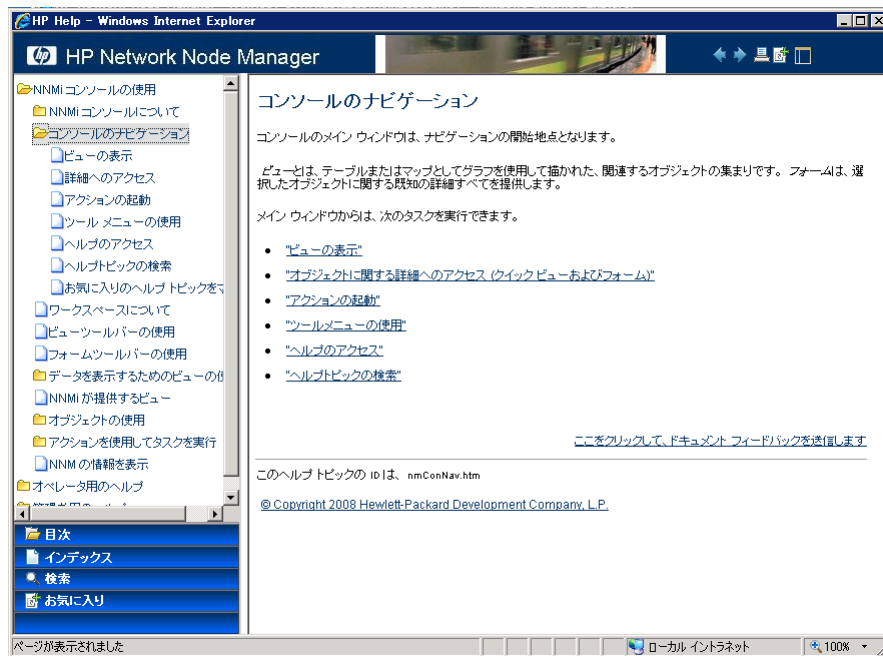 HP Help - Windows Internet Explorer
HP Network Node Manager
NNMi コンソールの使用
NNMi コンソールについて
コンソールのナビゲーション
ビューの表示
詳細へのアクセス
アクションの起動
ツール メニューの使用
ヘルプのアクセス
ヘルプトピックの検索
お気に入りのヘルプ トピックをマ
ワークスペースについて
ビューツールバーの使用
フォームツールバーの使用
データを表示するためのビューの使
NNMi が提供するビュー
オブジェクトの使用
アクションを使用してタスクを実行
NNM の情報を表示
オペレータ用のヘルプ
目次
インデックス
検索
お気に入り
コンソールのナビゲーション
コンソールのメイン ウィンドウは、ナビゲーションの開始地点となります。
ビューとは、テーブルまたはマップとしてグラフを使用して描かれた、関連するオブジェクトの集まりです。 フォームは、選
択したオブジェクトに関する既知の詳細すべてを提供します。
メイン ウィンドウからは、次のタスクを実行できます。
• "ビューの表示"
• "オブジェクトに関する詳細へのアクセス (クイック ビューおよびフォーム)"
• "アクションの起動"
• "ツールメニューの使用"
• "ヘルプのアクセス"
• "ヘルプトピックの検索"
ここをクリックして、ドキュメント フィードバックを送信します
このヘルプ トピックの IDは、 nmConNav.htm
© Copyright 2008 Hewlett-Packard Development Company, L.P.
ページが表示されました
ローカル イントラネット
100%